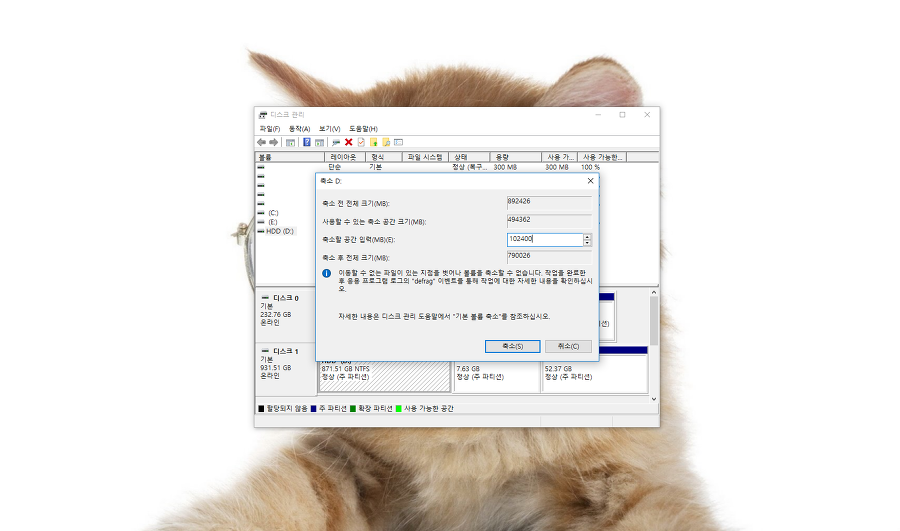 디스크 관리
파일(F) 동작(A) 보기(V) 도움말(H)
볼륨 레이아웃 형식 파일 시스템 상태 용량 사용 가... 사용 가능한...
단순 기본 정상 (복구... 300 MB 300 MB 100 %
(C:)
(E:)
HDD (D:)
축소 D:
축소 전 전체 크기(MB): 892426
사용할 수 있는 축소 공간 크기(MB): 494362
축소할 공간 입력(MB)(E): 102400
축소 후 전체 크기(MB): 790026
이동할 수 없는 파일이 있는 지점을 벗어나 볼륨을 축소할 수 없습니다. 작업을 완료한
후 응용 프로그램 로그의 "defrag" 이벤트를 통해 작업에 대한 자세한 내용을 확인하십시
오.
자세한 내용은 디스크 관리 도움말에서 "기본 볼륨 축소"를 참조하십시오.
축소(S) 취소(C)
디스크 0
기본
232.76 GB
온라인
션)
디스크 1
기본
931.51 GB
온라인
HDD (D:)
871.51 GB NTFS
정상 (주 파티션)
7.63 GB
정상 (주 파티션)
52.37 GB
정상 (주 파티션)
할당되지 않음 주 파티션 확장 파티션 사용 가능한 공간